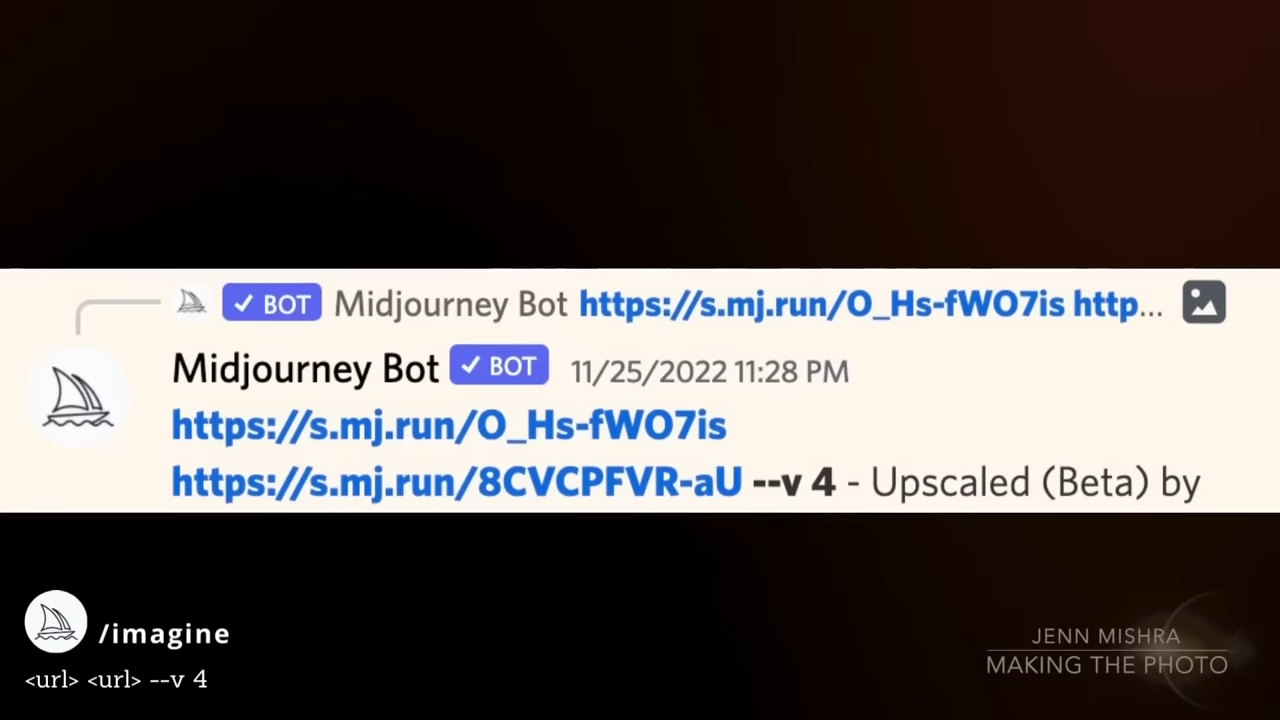 BOT Midjourney Bot https://s.mj.run/O_Hs-fWO7is http...
Midjourney Bot BOT 11/25/2022 11:28 PM
https://s.mj.run/O_Hs-fWO7is
https://s.mj.run/8CVCPFVR-aU --v 4 - Upscaled (Beta) by
/imagine
<url> <url> --v 4
JENN MISHRA
MAKING THE PHOTO